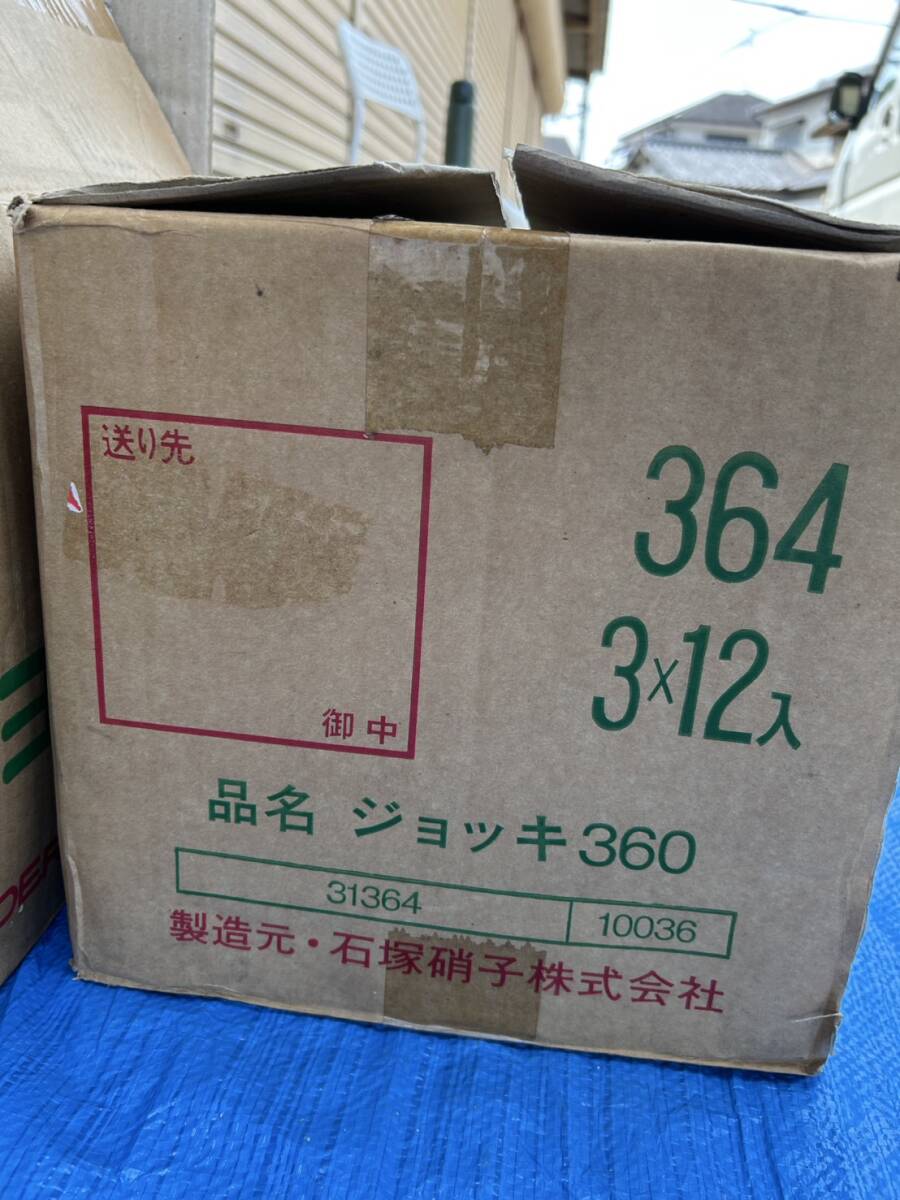 送り先
御中
364
3×12入
品名 ジョッキ360
31364 10036
製造元・石塚硝子株式会社